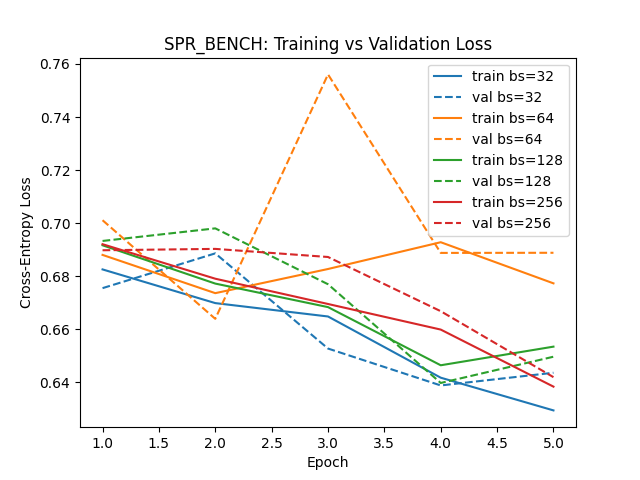 SPR_BENCH: Training vs Validation Loss
Cross-Entropy Loss
0.76
0.74
0.72
0.70
0.68
0.66
0.64
train bs=32
val bs=32
train bs=64
val bs=64
train bs=128
val bs=128
train bs=256
val bs=256
1.0 1.5 2.0 2.5 3.0 3.5 4.0 4.5 5.0
Epoch